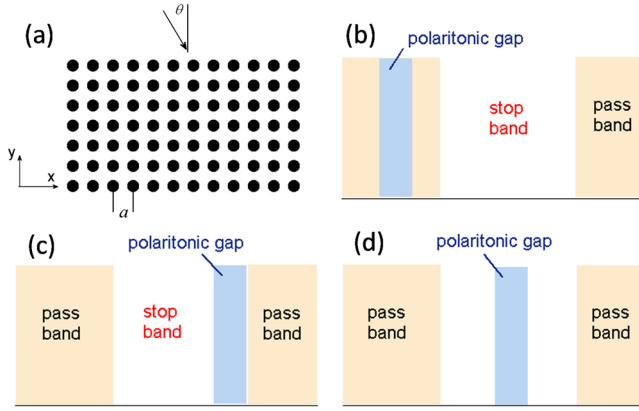 (a)
θ
y
x
a
(b)
polaritonic gap
stop
band
pass
band
(c)
polaritonic gap
pass
band
stop
band
pass
band
(d)
polaritonic gap
pass
band
pass
band